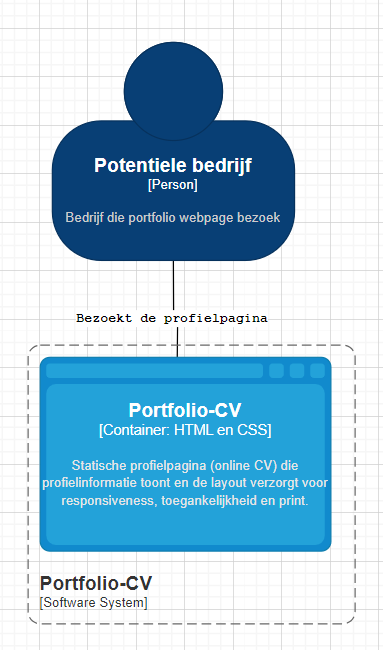 Potentiele bedrijf
[Person]
Bedrijf die portfolio webpage bezoek
Bezoekt de profielpagina
Portfolio-CV
[Container: HTML en CSS]
Statische profielpagina (online CV) die
profielinformatie toont en de layout verzorgt voor
responsiveness, toegankelijkheid en print.
Portfolio-CV
[Software System]